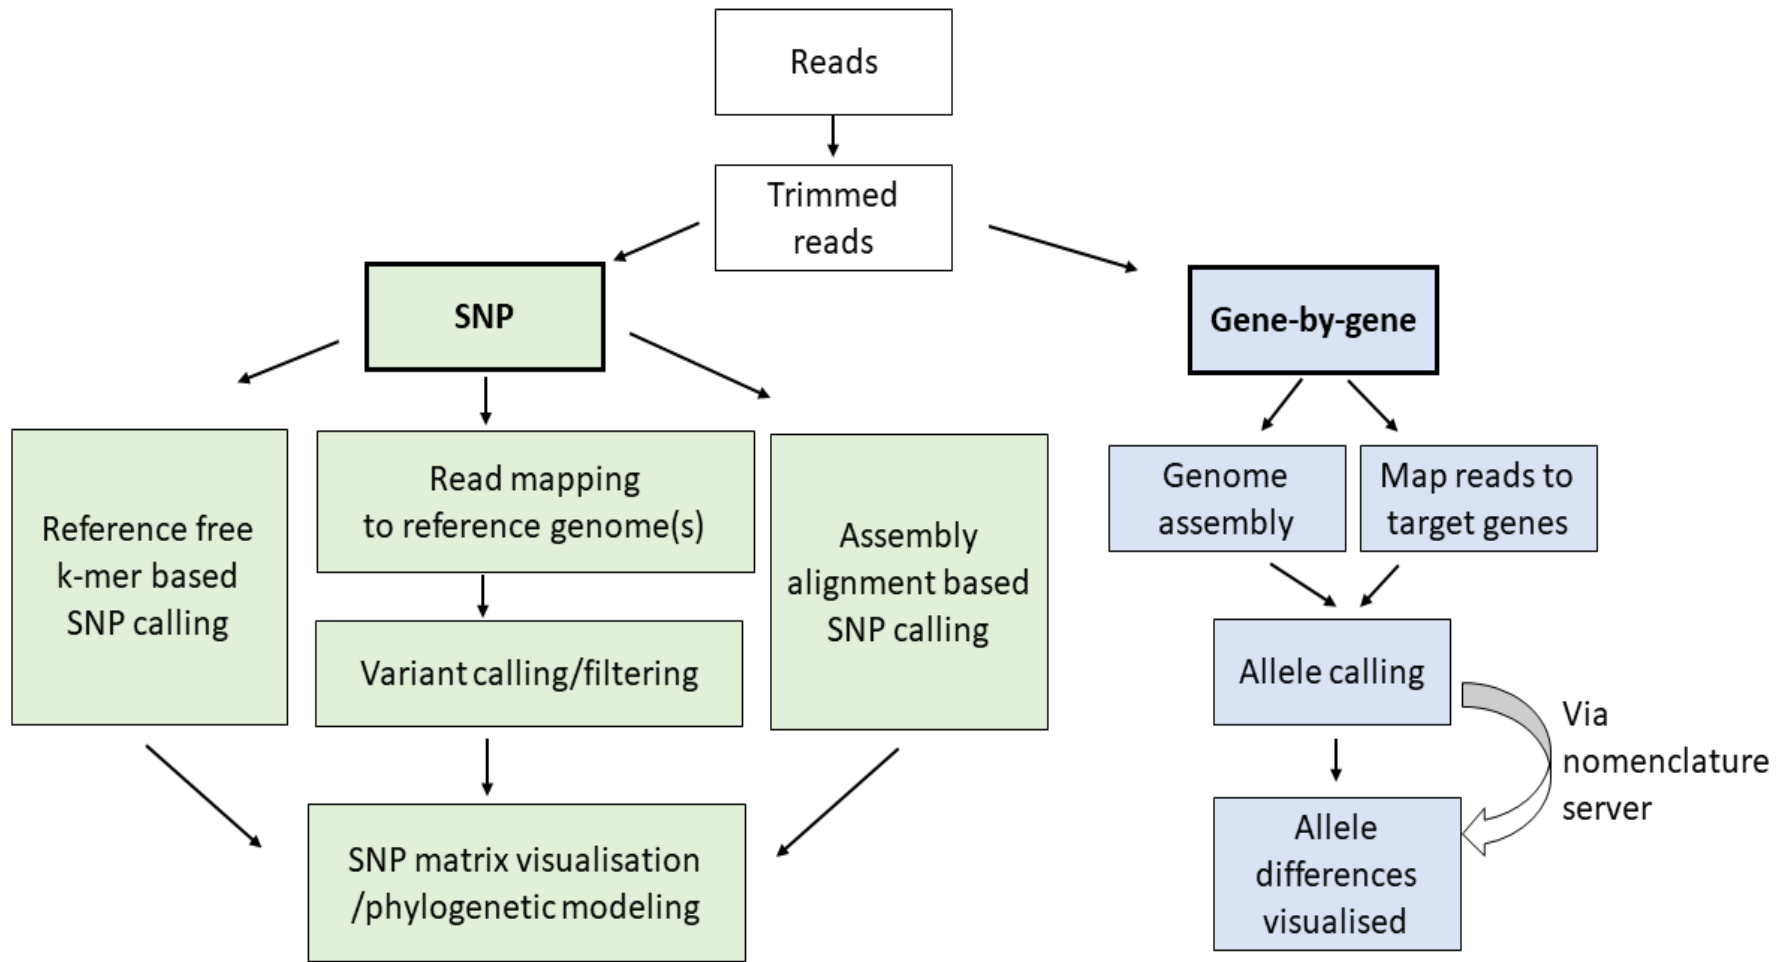 Reads
Trimmed
reads
SNP
Gene-by-gene
Reference free
k-mer based
SNP calling
Read mapping
to reference genome(s)
Variant calling/filtering
Assembly
alignment based
SNP calling
SNP matrix visualisation
/phylogenetic modeling
Genome
assembly
Map reads to
target genes
Allele calling
Via
nomenclature
server
Allele
differences
visualised